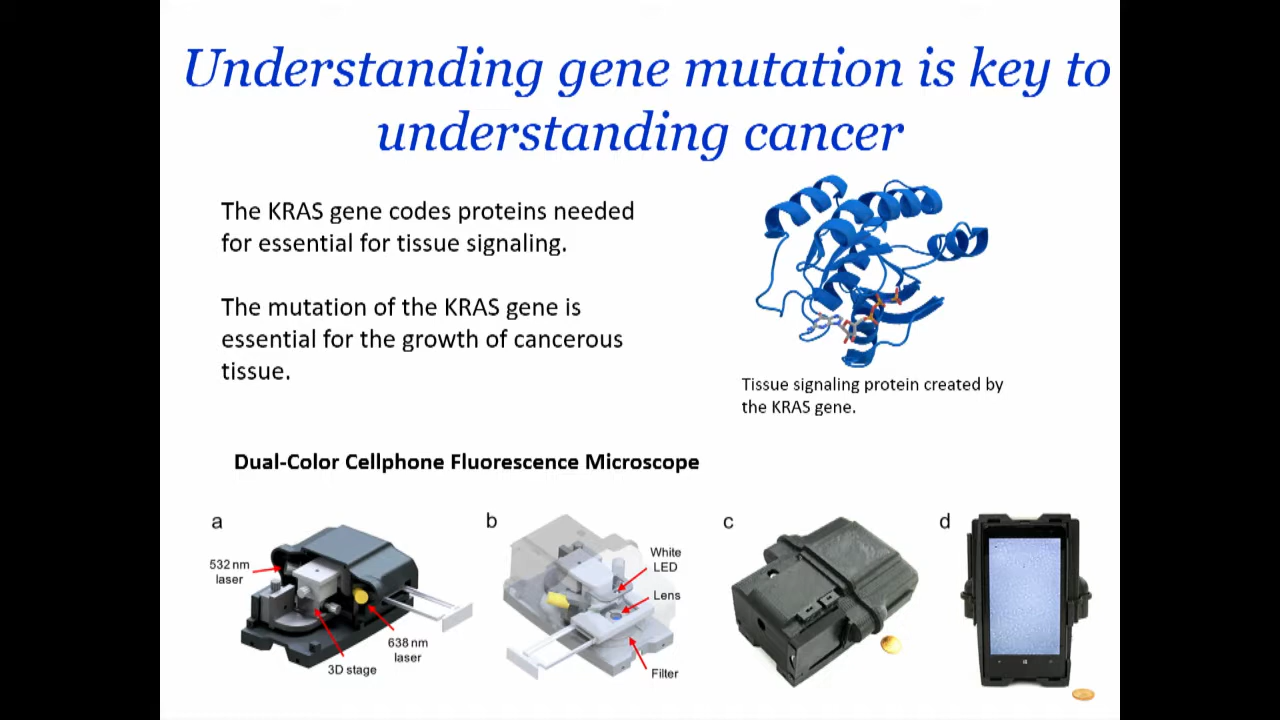 Understanding gene mutation is key to
understanding cancer
The KRAS gene codes proteins needed
for essential for tissue signaling.
The mutation of the KRAS gene is
essential for the growth of cancerous
tissue.
Tissue signaling protein created by
the KRAS gene.
Dual-Color Cellphone Fluorescence Microscope
a
532 nm
laser
3D stage
638 nm
laser
b
White
LED
Lens
Filter
c
d